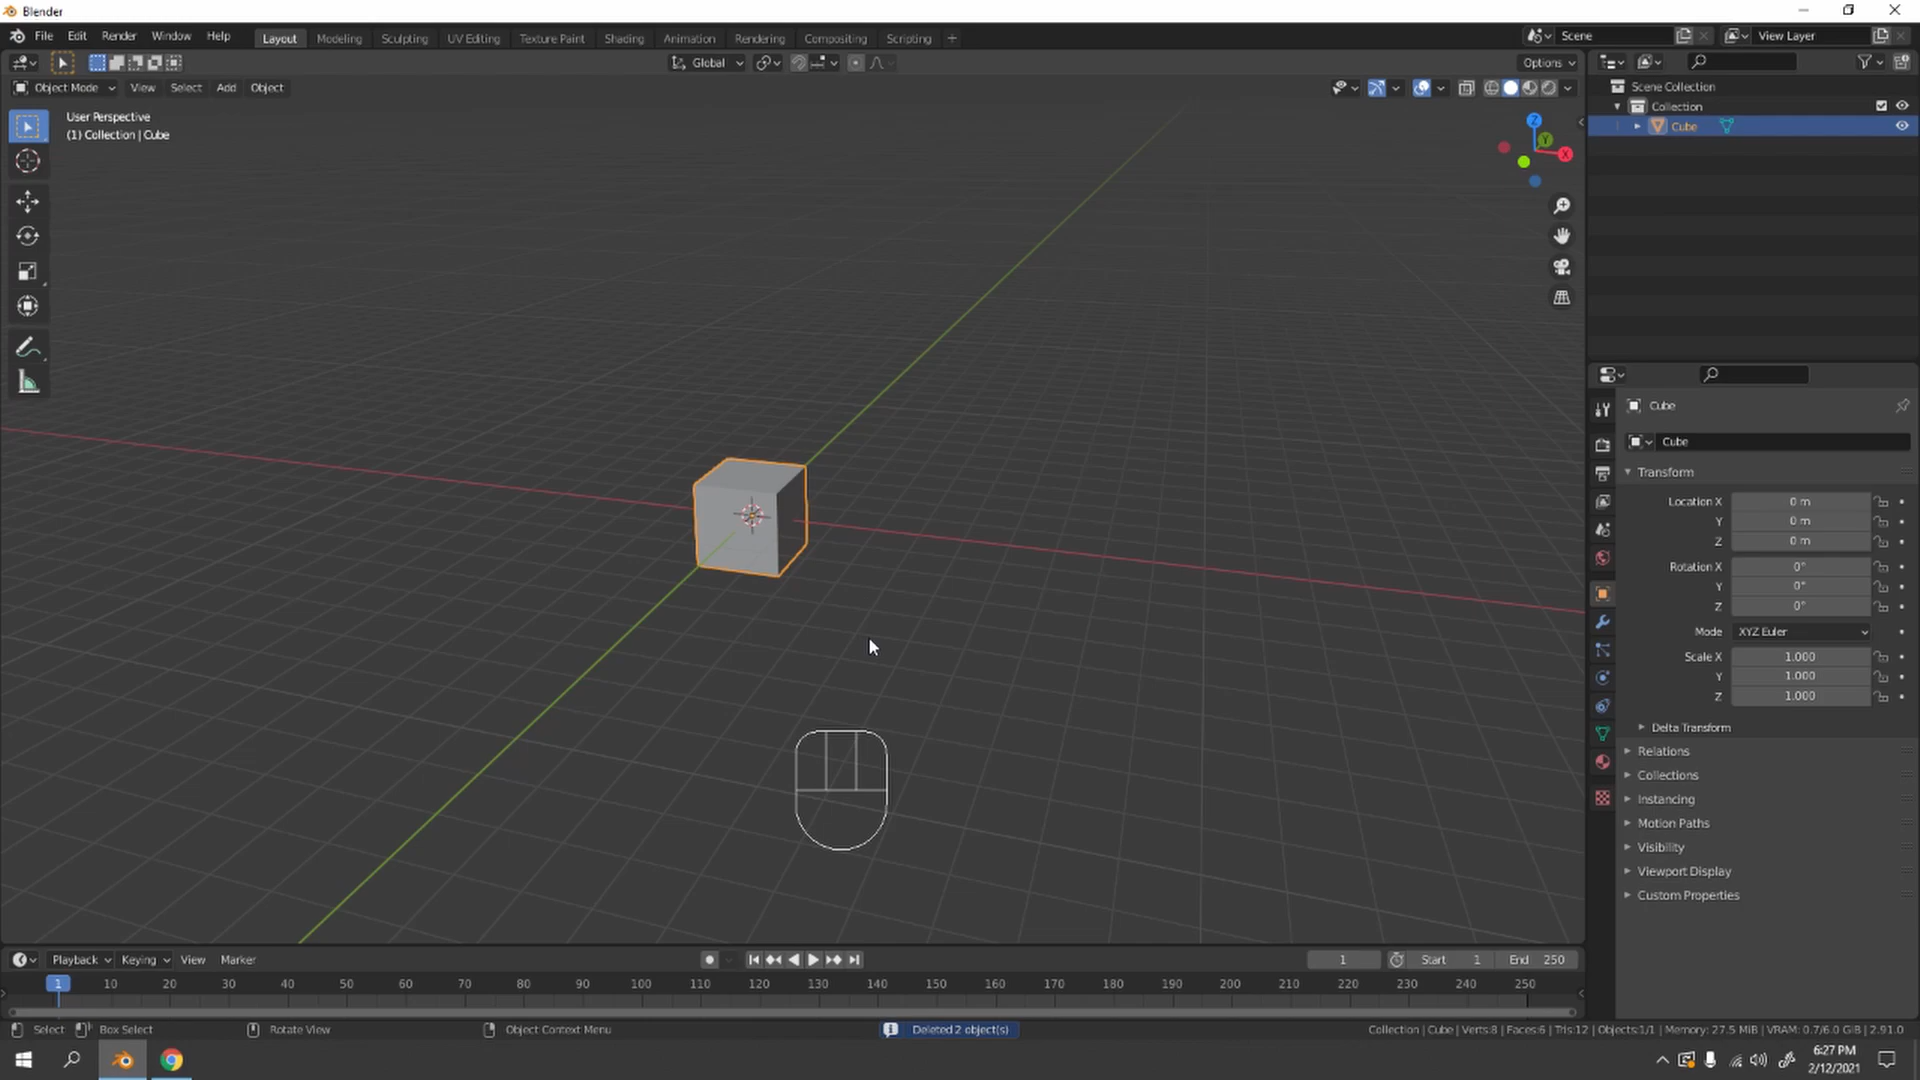 Blender
File Edit Render Window Help
Layout Modeling Sculpting UV Editing Texture Paint Shading Animation Rendering Compositing Scripting +
Scene
View Layer
Global
Options
Object Mode View Select Add Object
User Perspective
(1) Collection | Cube
Z
Y
X
Scene Collection
Collection
Cube
Cube
Cube
Transform
Location X 0 m
Y 0 m
Z 0 m
Rotation X 0°
Y 0°
Z 0°
Mode XYZ Euler
Scale X 1.000
Y 1.000
Z 1.000
Delta Transform
Relations
Collections
Instancing
Motion Paths
Visibility
Viewport Display
Custom Properties
Playback Keying View Marker
1 Start 1 End 250
1 10 20 30 40 50 60 70 80 90 100 110 120 130 140 150 160 170 180 190 200 210 220 230 240 250
Select Box Select Rotate View Object Context Menu Deleted 2 object(s) Collection | Cube | Verts:8 | Faces:6 | Tris:12 | Objects:1/1 | Memory: 27.5 MiB | VRAM: 0.7/6.0 GiB | 2.91.0
6:27 PM
2/12/2021